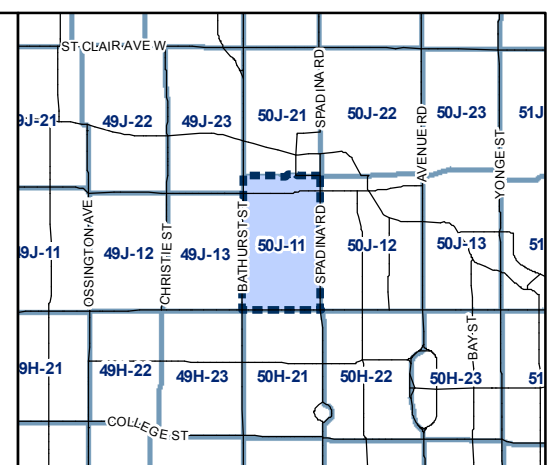 ST CLAIR AVE W
SPADINA RD
AVENUE RD
YONGE ST
9J-21
49J-22
49J-23
50J-21
50J-22
50J-23
51J
OSSINGTON AVE
CHRISTIE ST
BATHURST ST
SPADINA RD
9J-11
49J-12
49J-13
50J-11
50J-12
50J-13
51
BAY ST
9H-21
49H-22
49H-23
50H-21
50H-22
50H-23
51
COLLEGE ST